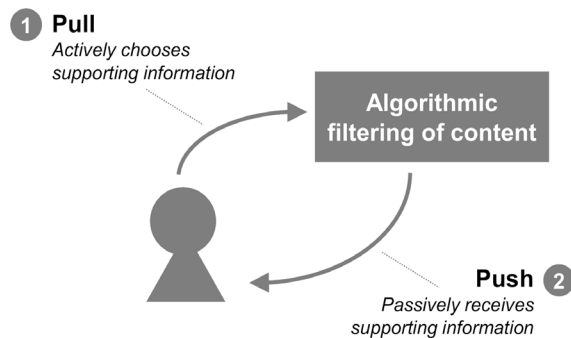 1 Pull
Actively chooses
supporting information
Algorithmic
filtering of content
Push 2
Passively receives
supporting information